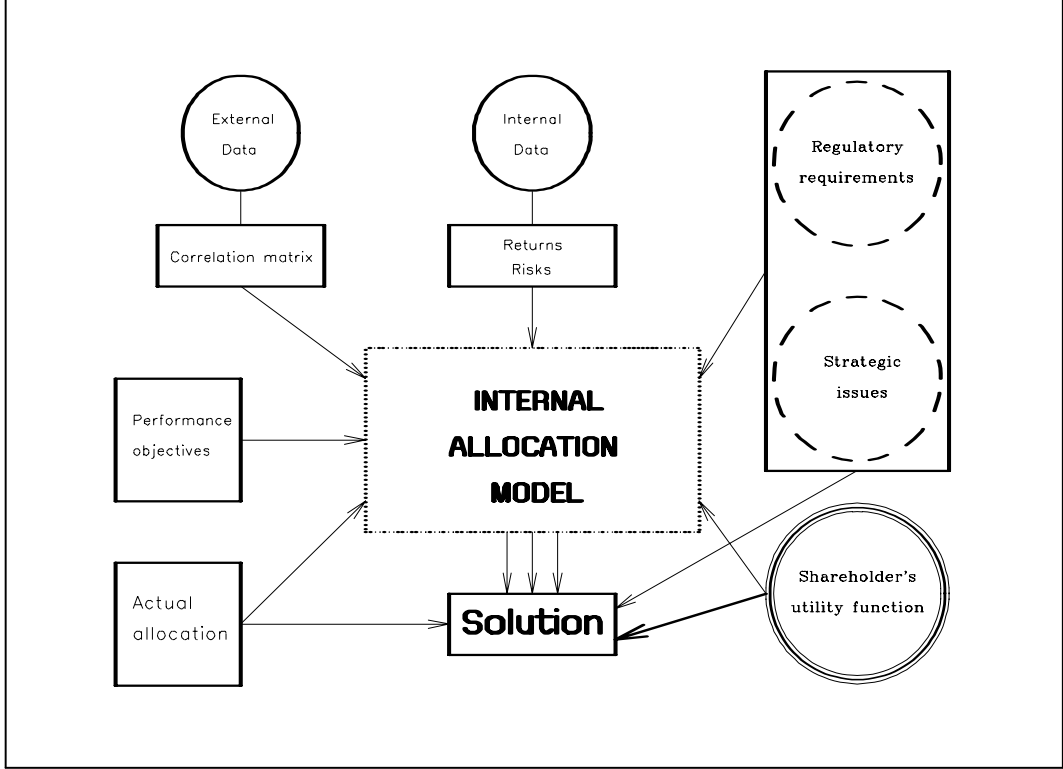 External
Data
Internal
Data
Regulatory
requirements
Correlation matrix
Returns
Risks
Strategic
issues
Performance
objectives
INTERNAL
ALLOCATION
MODEL
Actual
allocation
Solution
Shareholder's
utility function